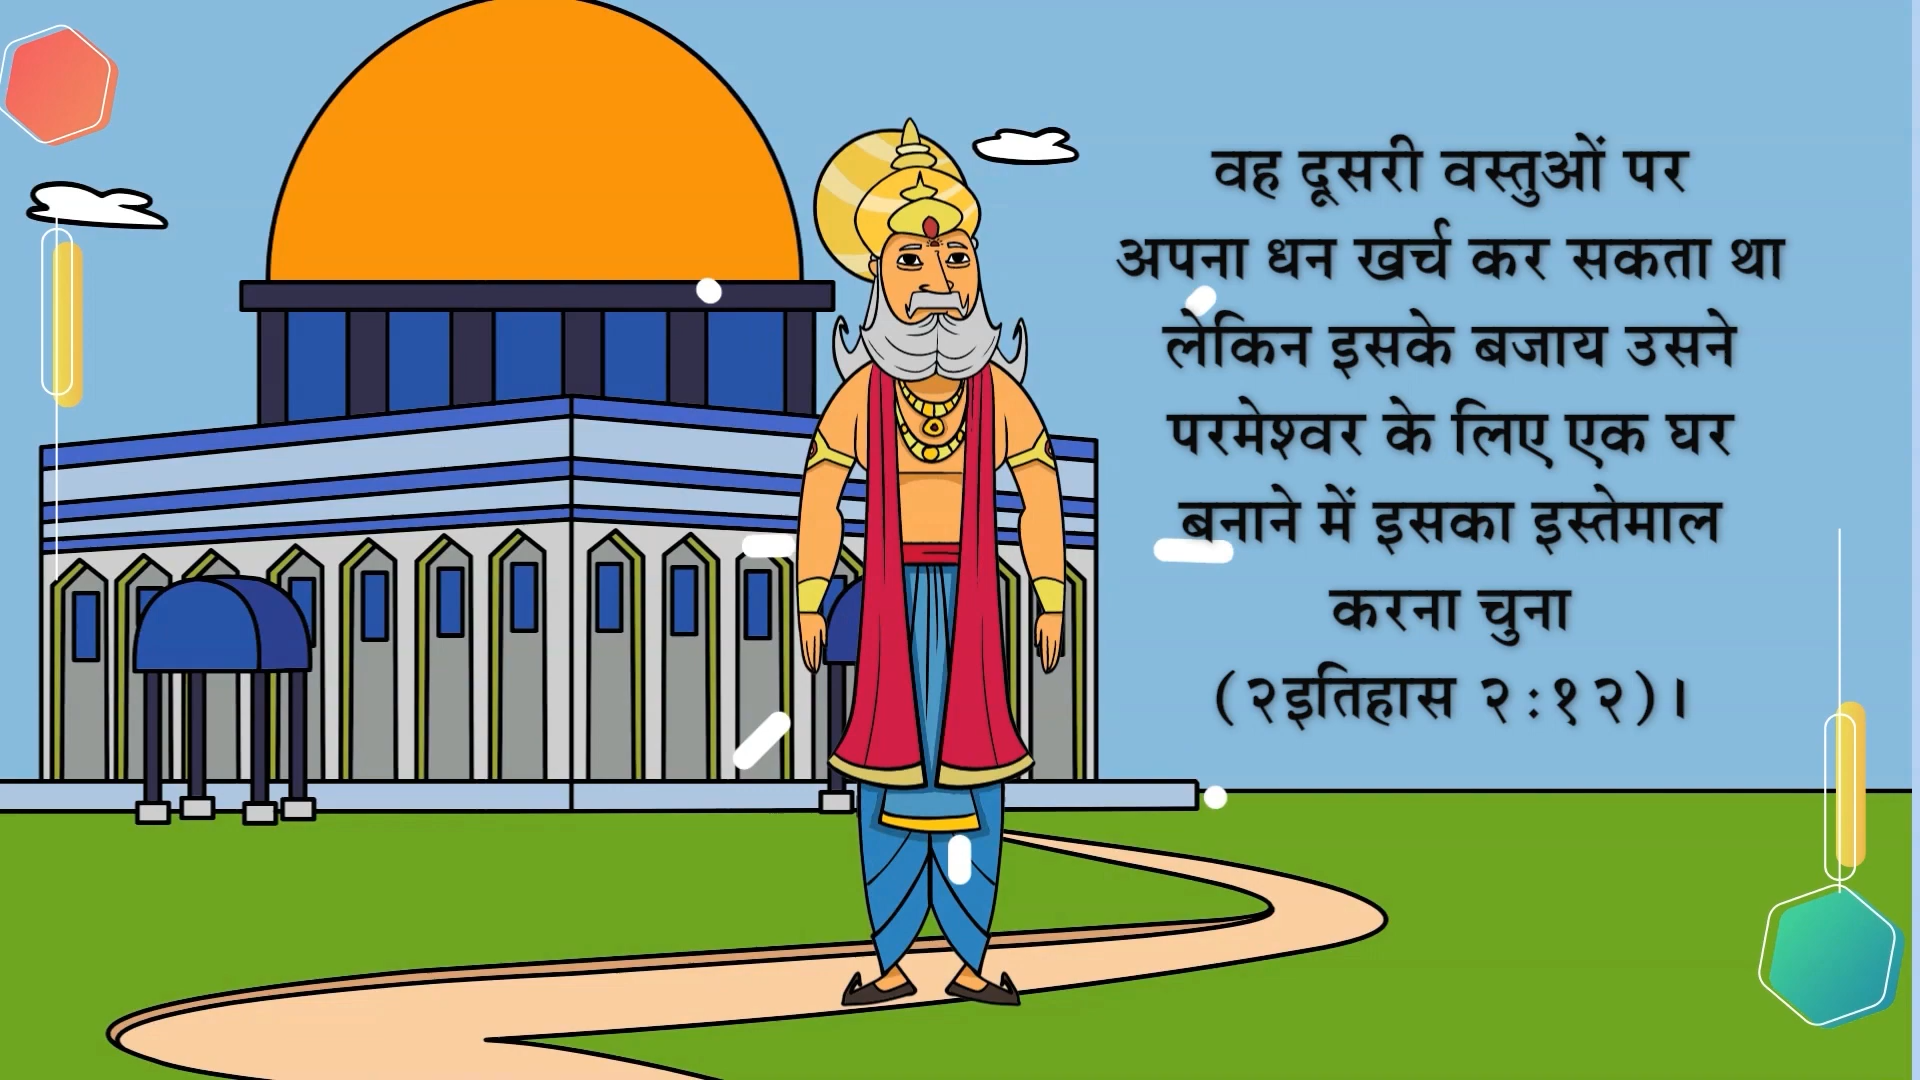 वह दूसरी वस्तुओं पर
अपना धन खर्च कर सकता था
लेकिन इसके बजाय उसने
परमेश्वर के लिए एक घर
बनाने में इसका इस्तेमाल
करना चुना
(२इतिहास २:१२)।